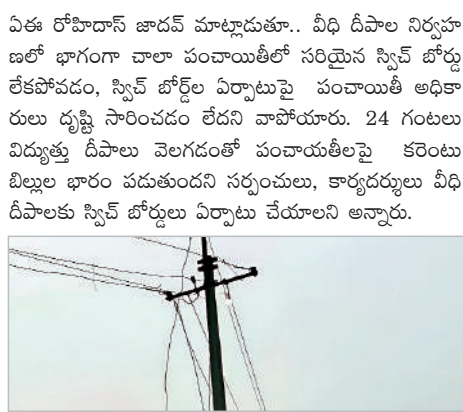 ఏఈ రోహిదాస్ జాదవ్ మాట్లాడుతూ.. వీధి దీపాల నిర్వహ
ణలో భాగంగా చాలా పంచాయితీలో సరియైన స్విచ్ బోర్డు
లేకపోవడం, స్విచ్ బోర్డ్‌ల ఏర్పాటుపై పంచాయితీ అధికా
రులు దృష్టి సారించడం లేదని వాపోయారు. 24 గంటలు
విద్యుత్తు దీపాలు వెలగడంతో పంచాయతీలపై కరెంటు
బిల్లుల భారం పడుతుందని సర్పంచులు, కార్యదర్శులు వీధి
దీపాలకు స్విచ్ బోర్డులు ఏర్పాటు చేయాలని అన్నారు.